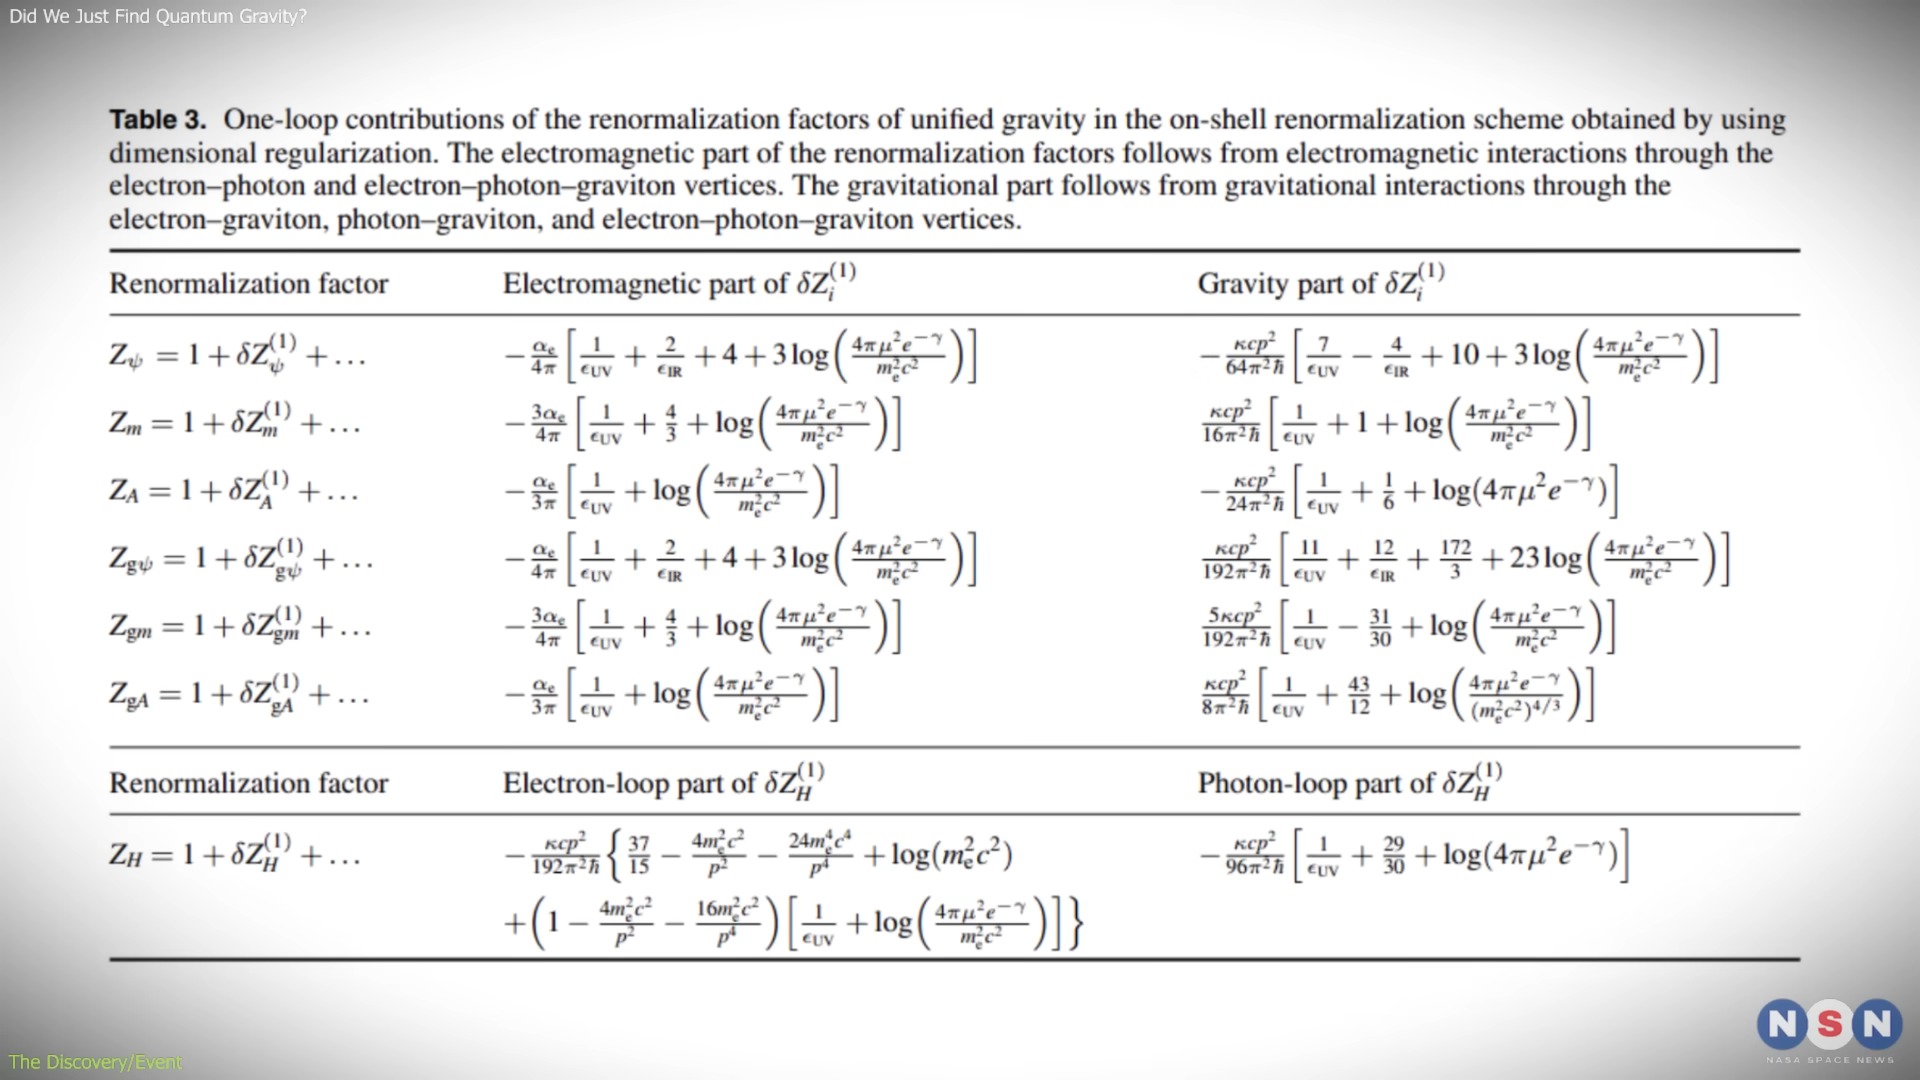 Did We Just Find Quantum Gravity?
Table 3. One-loop contributions of the renormalization factors of unified gravity in the on-shell renormalization scheme obtained by using
dimensional regularization. The electromagnetic part of the renormalization factors follows from electromagnetic interactions through the
electron–photon and electron–photon–graviton vertices. The gravitational part follows from gravitational interactions through the
electron–graviton, photon–graviton, and electron–photon–graviton vertices.
Renormalization factor Electromagnetic part of δZ_i^(1) Gravity part of δZ_i^(1)
Z_ψ = 1 + δZ_ψ^(1) + … −α_e/4π [1/ϵ_UV + 2/ϵ_IR + 4 + 3 log(4πμ²e^−γ / m_e²c²)] −κcp²/64π²ħ [7/ϵ_UV − 4/ϵ_IR + 10 + 3 log(4πμ²e^−γ / m_e²c²)]
Z_m = 1 + δZ_m^(1) + … −3α_e/4π [1/ϵ_UV + 4/3 + log(4πμ²e^−γ / m_e²c²)] κcp²/16π²ħ [1/ϵ_UV + 1 + log(4πμ²e^−γ / m_e²c²)]
Z_A = 1 + δZ_A^(1) + … −α_e/3π [1/ϵ_UV + log(4πμ²e^−γ / m_e²c²)] −κcp²/24π²ħ [1/ϵ_UV + 1/6 + log(4πμ²e^−γ)]
Z_gψ = 1 + δZ_gψ^(1) + … −α_e/4π [1/ϵ_UV + 2/ϵ_IR + 4 + 3 log(4πμ²e^−γ / m_e²c²)] κcp²/192π²ħ [11/ϵ_UV + 12/ϵ_IR + 172/3 + 23 log(4πμ²e^−γ / m_e²c²)]
Z_gm = 1 + δZ_gm^(1) + … −3α_e/4π [1/ϵ_UV + 4/3 + log(4πμ²e^−γ / m_e²c²)] 5κcp²/192π²ħ [1/ϵ_UV − 31/30 + log(4πμ²e^−γ / m_e²c²)]
Z_gA = 1 + δZ_gA^(1) + … −α_e/3π [1/ϵ_UV + log(4πμ²e^−γ / m_e²c²)] κcp²/8π²ħ [1/ϵ_UV + 43/12 + log(4πμ²e^−γ / (m_e²c²)^4/3)]
Renormalization factor Electron-loop part of δZ_H^(1) Photon-loop part of δZ_H^(1)
Z_H = 1 + δZ_H^(1) + … −κcp²/192π²ħ {37/15 − 4m_e²c²/p² − 24m_e⁴c⁴/p⁴ + log(m_e²c²) −κcp²/96π²ħ [1/ϵ_UV + 29/30 + log(4πμ²e^−γ)]
+(1 − 4m_e²c²/p² − 16m_e²c²/p⁴)[1/ϵ_UV + log(4πμ²e^−γ / m_e²c²)]}
NSN
NASA SPACE NEWS
The Discovery/Event